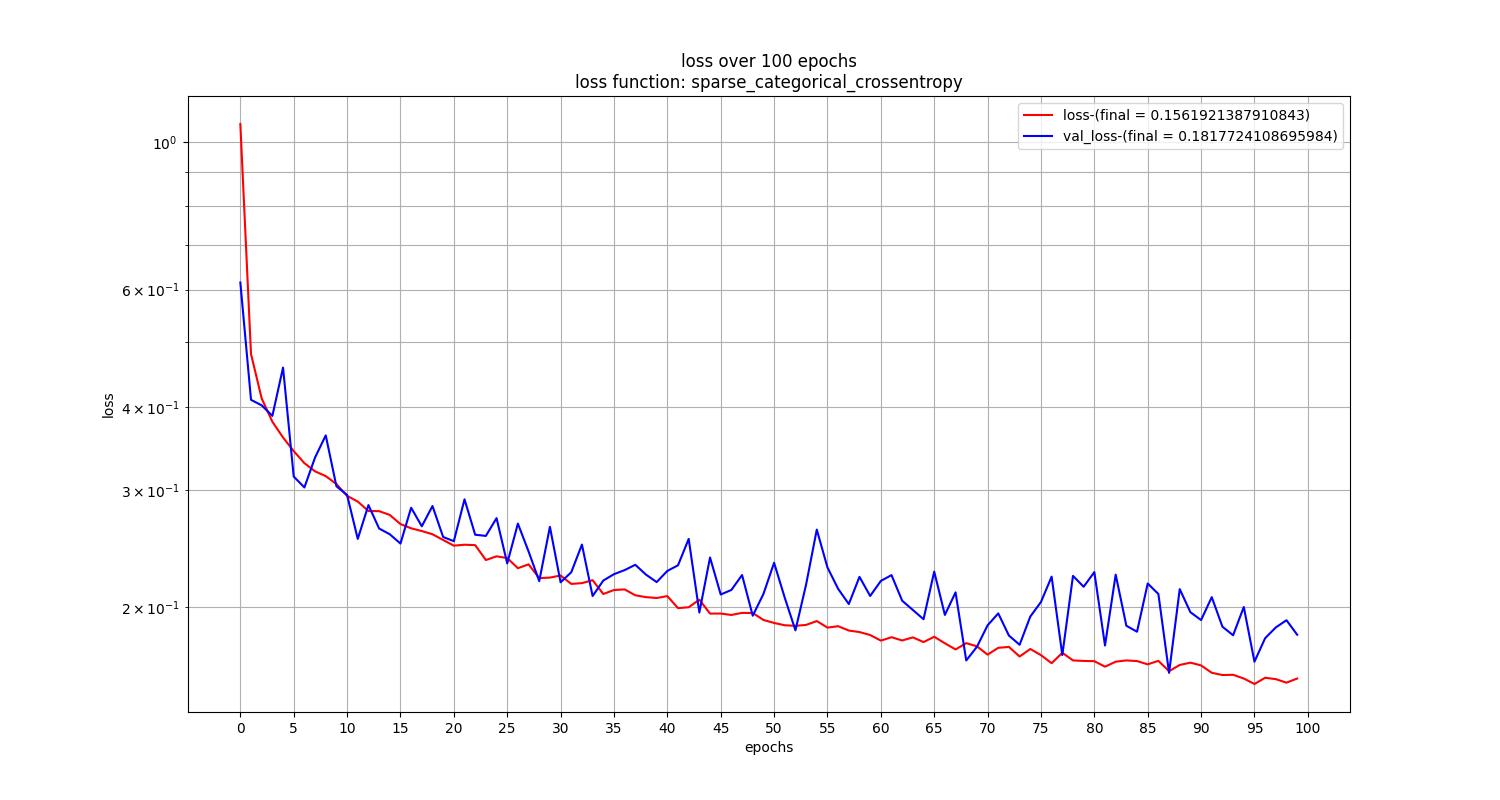 loss over 100 epochs
loss function: sparse_categorical_crossentropy
loss-(final = 0.1561921387910843)
val_loss-(final = 0.1817724108695984)
10⁰
6 × 10⁻¹
4 × 10⁻¹
3 × 10⁻¹
2 × 10⁻¹
loss
0 5 10 15 20 25 30 35 40 45 50 55 60 65 70 75 80 85 90 95 100
epochs